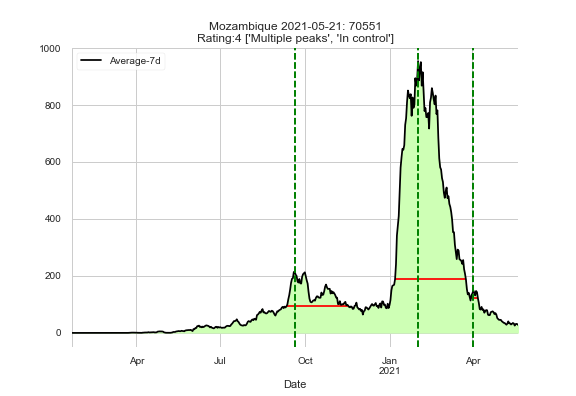 Mozambique 2021-05-21: 70551
Rating:4 ['Multiple peaks', 'In control']
Average-7d
1000
800
600
400
200
0
Apr
Jul
Oct
Jan
2021
Apr
Date